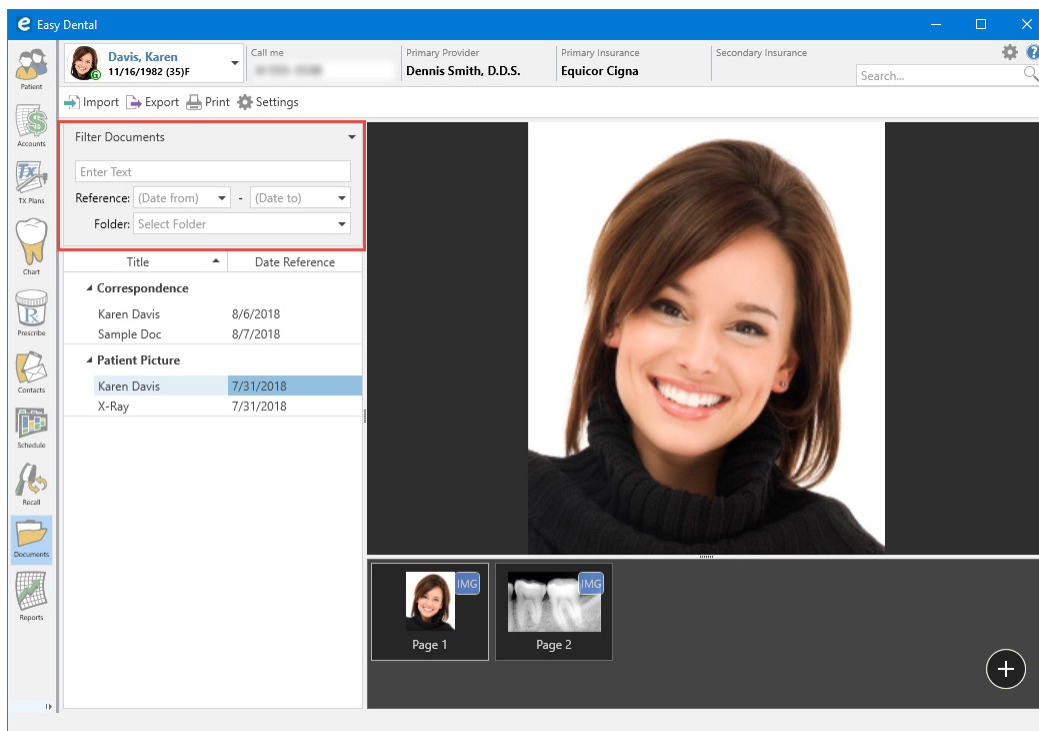 e Easy Dental
Davis, Karen
11/16/1982 (35)F
G
Call me
Primary Provider
Dennis Smith, D.D.S.
Primary Insurance
Equicor Cigna
Secondary Insurance
?
Search...
Import Export Print Settings
Patient
Accounts
TX
TX Plans
Chart
R
Prescribe
Contacts
Schedule
Recall
Documents
Reports
Filter Documents
Enter Text
Reference: (Date from) - (Date to)
Folder: Select Folder
Title Date Reference
Correspondence
Karen Davis 8/6/2018
Sample Doc 8/7/2018
Patient Picture
Karen Davis 7/31/2018
X-Ray 7/31/2018
IMG
Page 1
IMG
Page 2